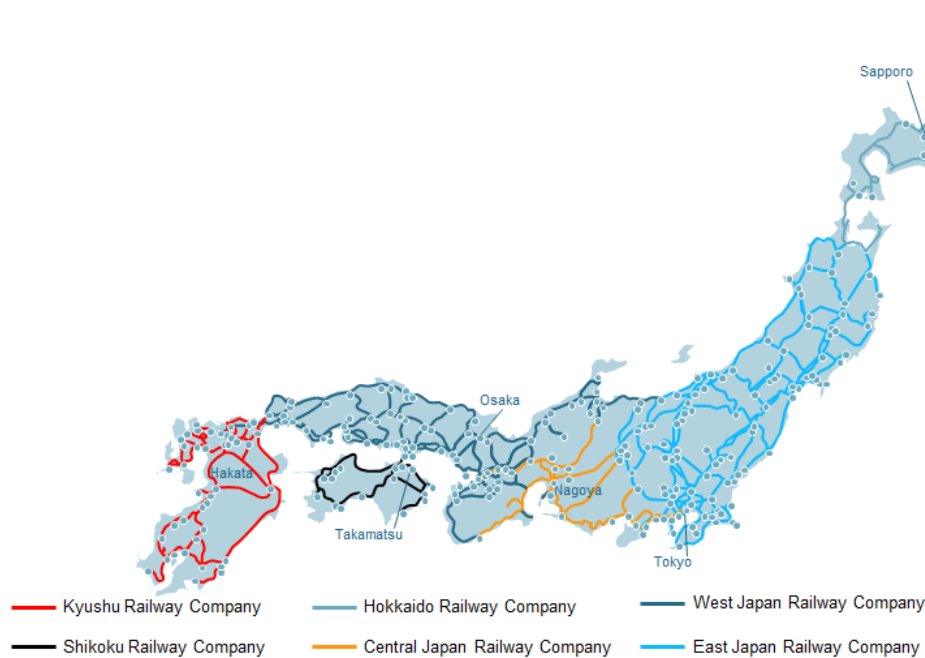 Sapporo
Osaka
Hakata
Nagoya
Takamatsu
Tokyo
Kyushu Railway Company
Hokkaido Railway Company
West Japan Railway Company
Shikoku Railway Company
Central Japan Railway Company
East Japan Railway Company